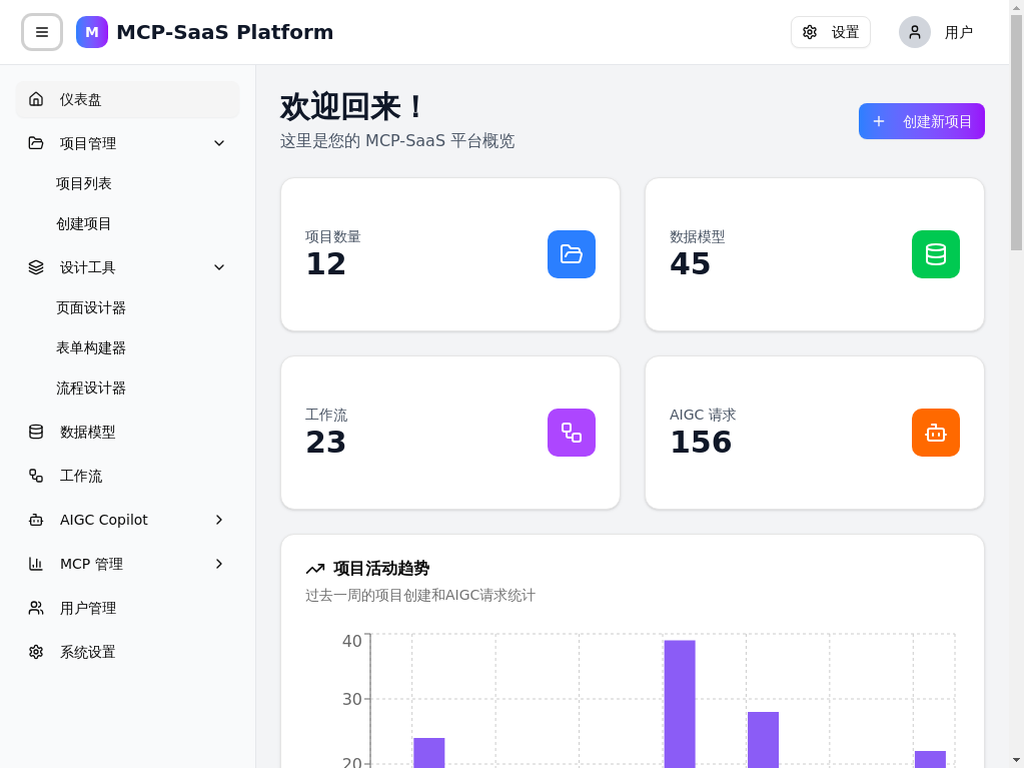 M
MCP-SaaS Platform
设置
用户
仪表盘
项目管理
项目列表
创建项目
设计工具
页面设计器
表单构建器
流程设计器
数据模型
工作流
AIGC Copilot
MCP 管理
用户管理
系统设置
欢迎回来！
这里是您的 MCP-SaaS 平台概览
创建新项目
项目数量
12
数据模型
45
工作流
23
AIGC 请求
156
项目活动趋势
过去一周的项目创建和AIGC请求统计
40
30
20